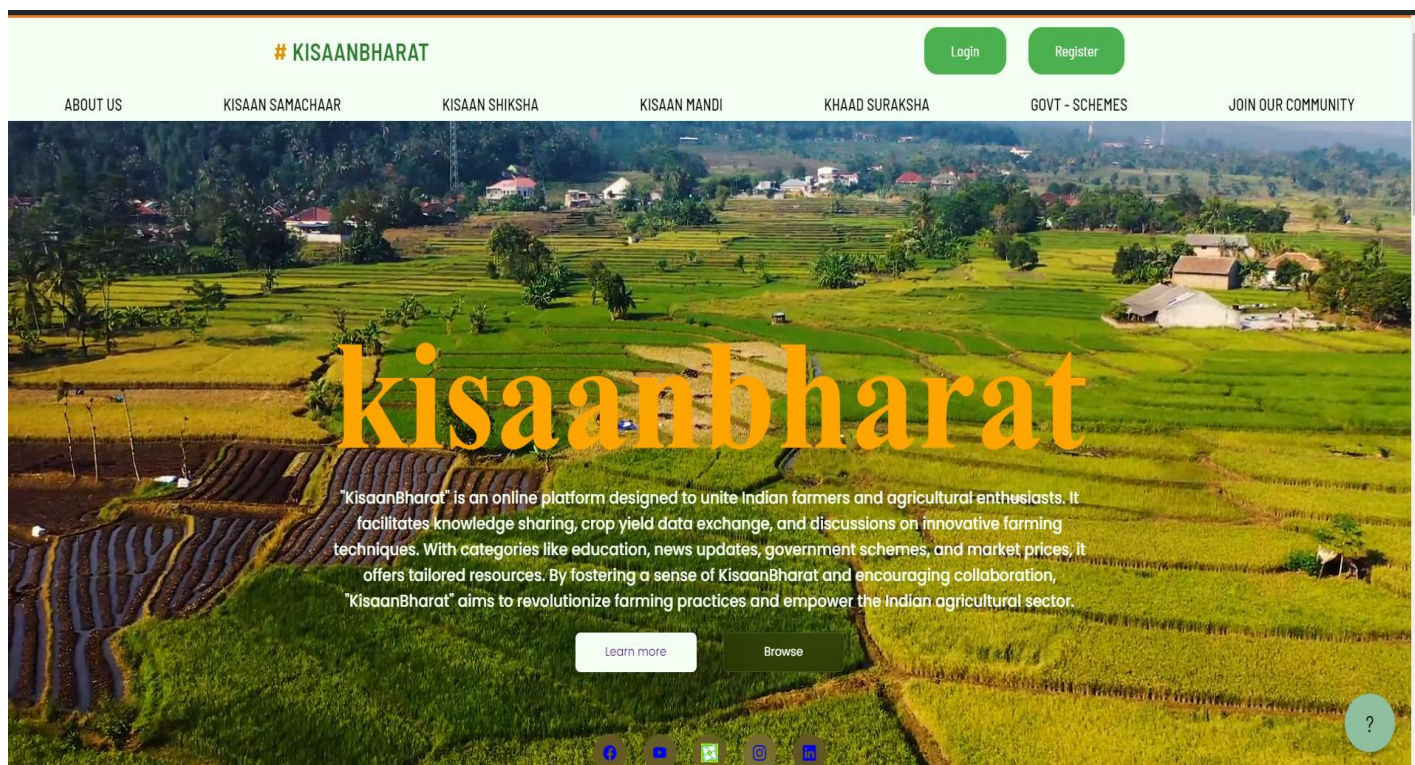 # KISAANBHARAT
Login
Register
ABOUT US
KISAAN SAMACHAAR
KISAAN SHIKSHA
KISAAN MANDI
KHAAD SURAKSHA
GOVT - SCHEMES
JOIN OUR COMMUNITY
kisaanbharat
"KisaanBharat" is an online platform designed to unite Indian farmers and agricultural enthusiasts. It
facilitates knowledge sharing, crop yield data exchange, and discussions on innovative farming
techniques. With categories like education, news updates, government schemes, and market prices, it
offers tailored resources. By fostering a sense of KisaanBharat and encouraging collaboration,
"KisaanBharat" aims to revolutionize farming practices and empower the Indian agricultural sector.
Learn more
Browse
?